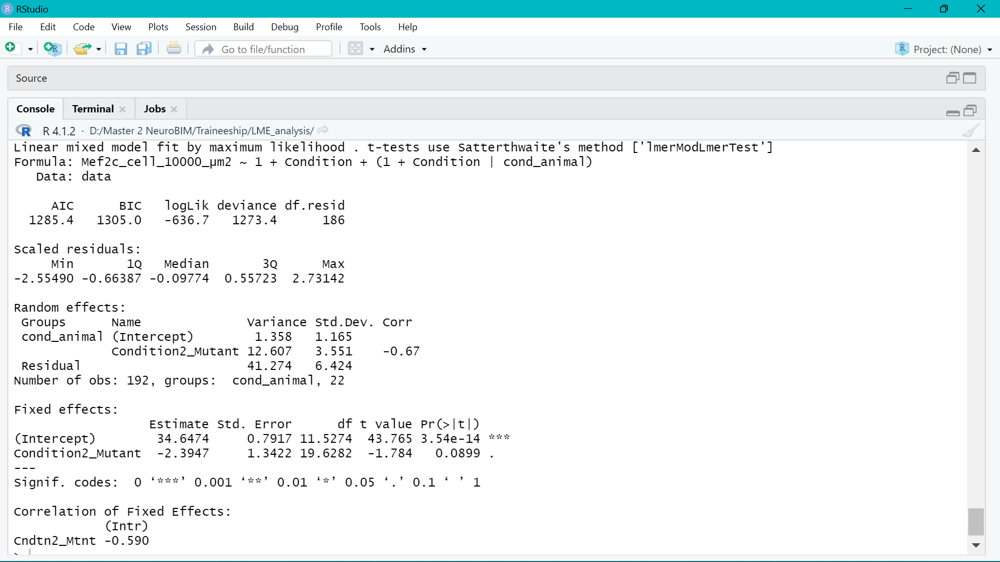 RStudio
File Edit Code View Plots Session Build Debug Profile Tools Help
Go to file/function Addins Project: (None)
Source
Console Terminal Jobs
R 4.1.2 · D:/Master 2 NeuroBIM/Traineeship/LME_analysis/
Linear mixed model fit by maximum likelihood . t-tests use Satterthwaite's method ['lmerModLmerTest']
Formula: Mef2c_cell_10000_µm2 ~ 1 + Condition + (1 + Condition | cond_animal)
Data: data
AIC BIC logLik deviance df.resid
1285.4 1305.0 -636.7 1273.4 186
Scaled residuals:
Min 1Q Median 3Q Max
-2.55490 -0.66387 -0.09774 0.55723 2.73142
Random effects:
Groups Name Variance Std.Dev. Corr
cond_animal (Intercept) 1.358 1.165
Condition2_Mutant 12.607 3.551 -0.67
Residual 41.274 6.424
Number of obs: 192, groups: cond_animal, 22
Fixed effects:
Estimate Std. Error df t value Pr(>|t|)
(Intercept) 34.6474 0.7917 11.5274 43.765 3.54e-14 ***
Condition2_Mutant -2.3947 1.3422 19.6282 -1.784 0.0899 .
---
Signif. codes: 0 ‘***’ 0.001 ‘**’ 0.01 ‘*’ 0.05 ‘.’ 0.1 ‘ ’ 1
Correlation of Fixed Effects:
(Intr)
Cndtn2_Mtnt -0.590